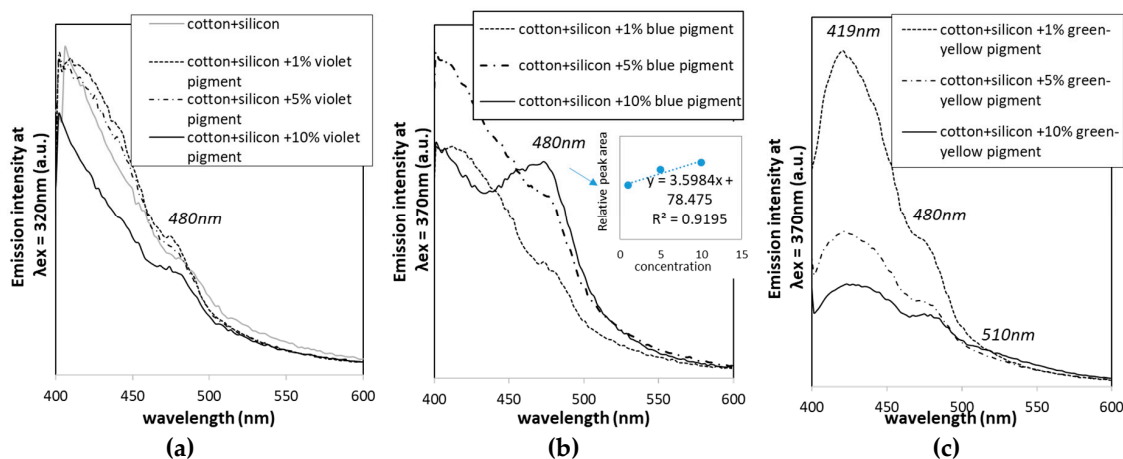 cotton+silicon
cotton+silicon +1% violet
pigment
cotton+silicon +5% violet
pigment
cotton+silicon +10% violet
pigment
480nm
Emission intensity at
λex = 320nm (a.u.)
400 450 500 550 600
wavelength (nm)
(a)
cotton+silicon +1% blue pigment
cotton+silicon +5% blue pigment
cotton+silicon +10% blue pigment
480nm
Relative peak area
y = 3.5984x +
78.475
R² = 0.9195
0 5 10 15
concentration
Emission intensity at
λex = 370nm (a.u.)
400 450 500 550 600
wavelength (nm)
(b)
cotton+silicon +1% green-
yellow pigment
cotton+silicon +5% green-
yellow pigment
cotton+silicon +10% green-
yellow pigment
419nm
480nm
510nm
Emission intensity at
λex = 370nm (a.u.)
400 450 500 550 600
wavelength (nm)
(c)